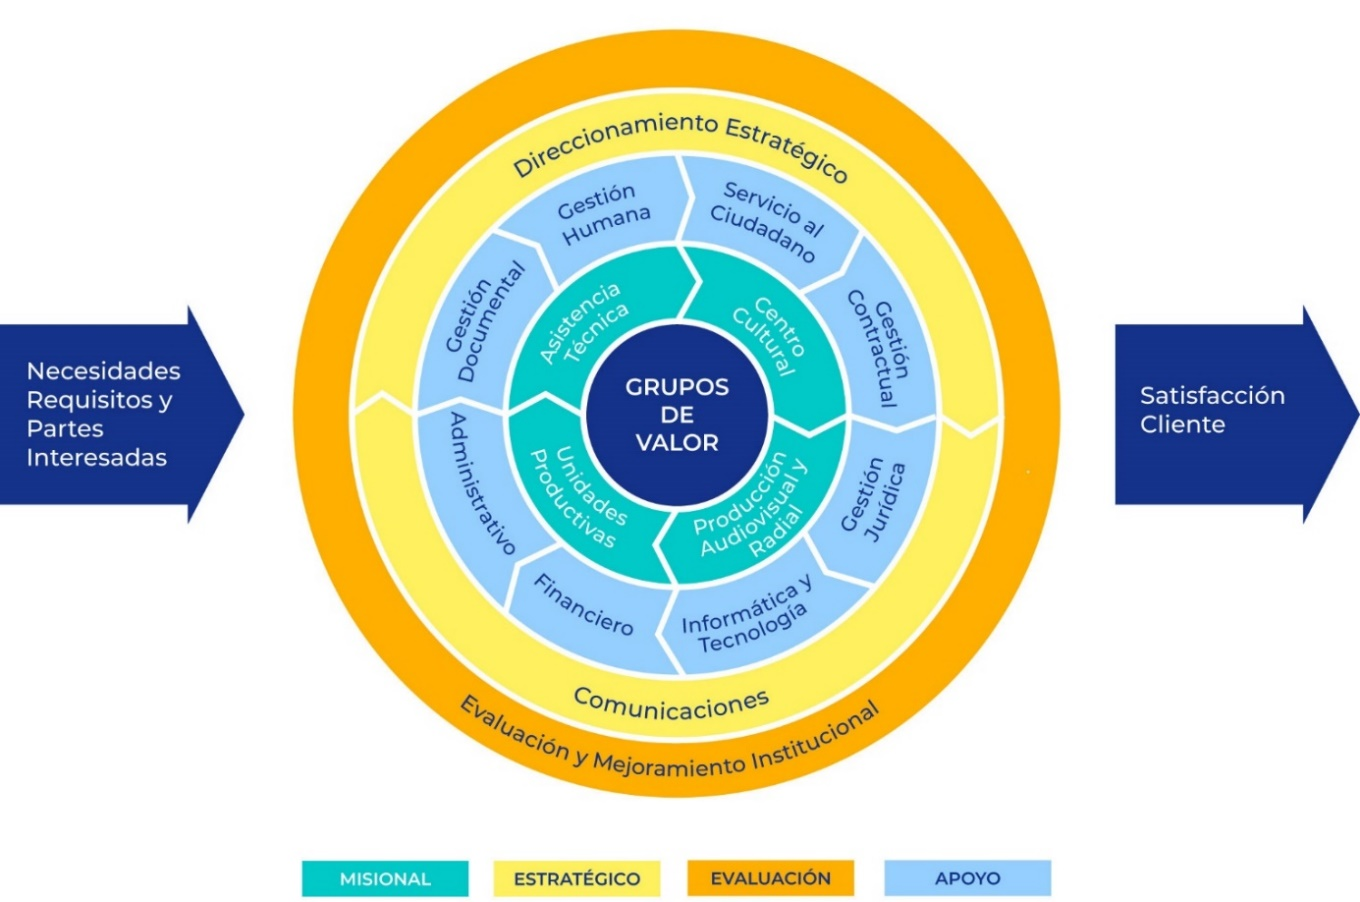 Necesidades
Requisitos y
Partes
Interesadas
Direccionamiento Estratégico
Gestión
Humana
Servicio al
Ciudadano
Gestión
Documental
Gestión
Contractual
Asistencia
Técnica
Centro
Cultural
GRUPOS
DE
VALOR
Administrativo
Unidades
Productivas
Producción
Audiovisual y
Radial
Gestión
Jurídica
Financiero
Informática y
Tecnología
Comunicaciones
Evaluación y Mejoramiento Institucional
Satisfacción
Cliente
MISIONAL
ESTRATÉGICO
EVALUACIÓN
APOYO